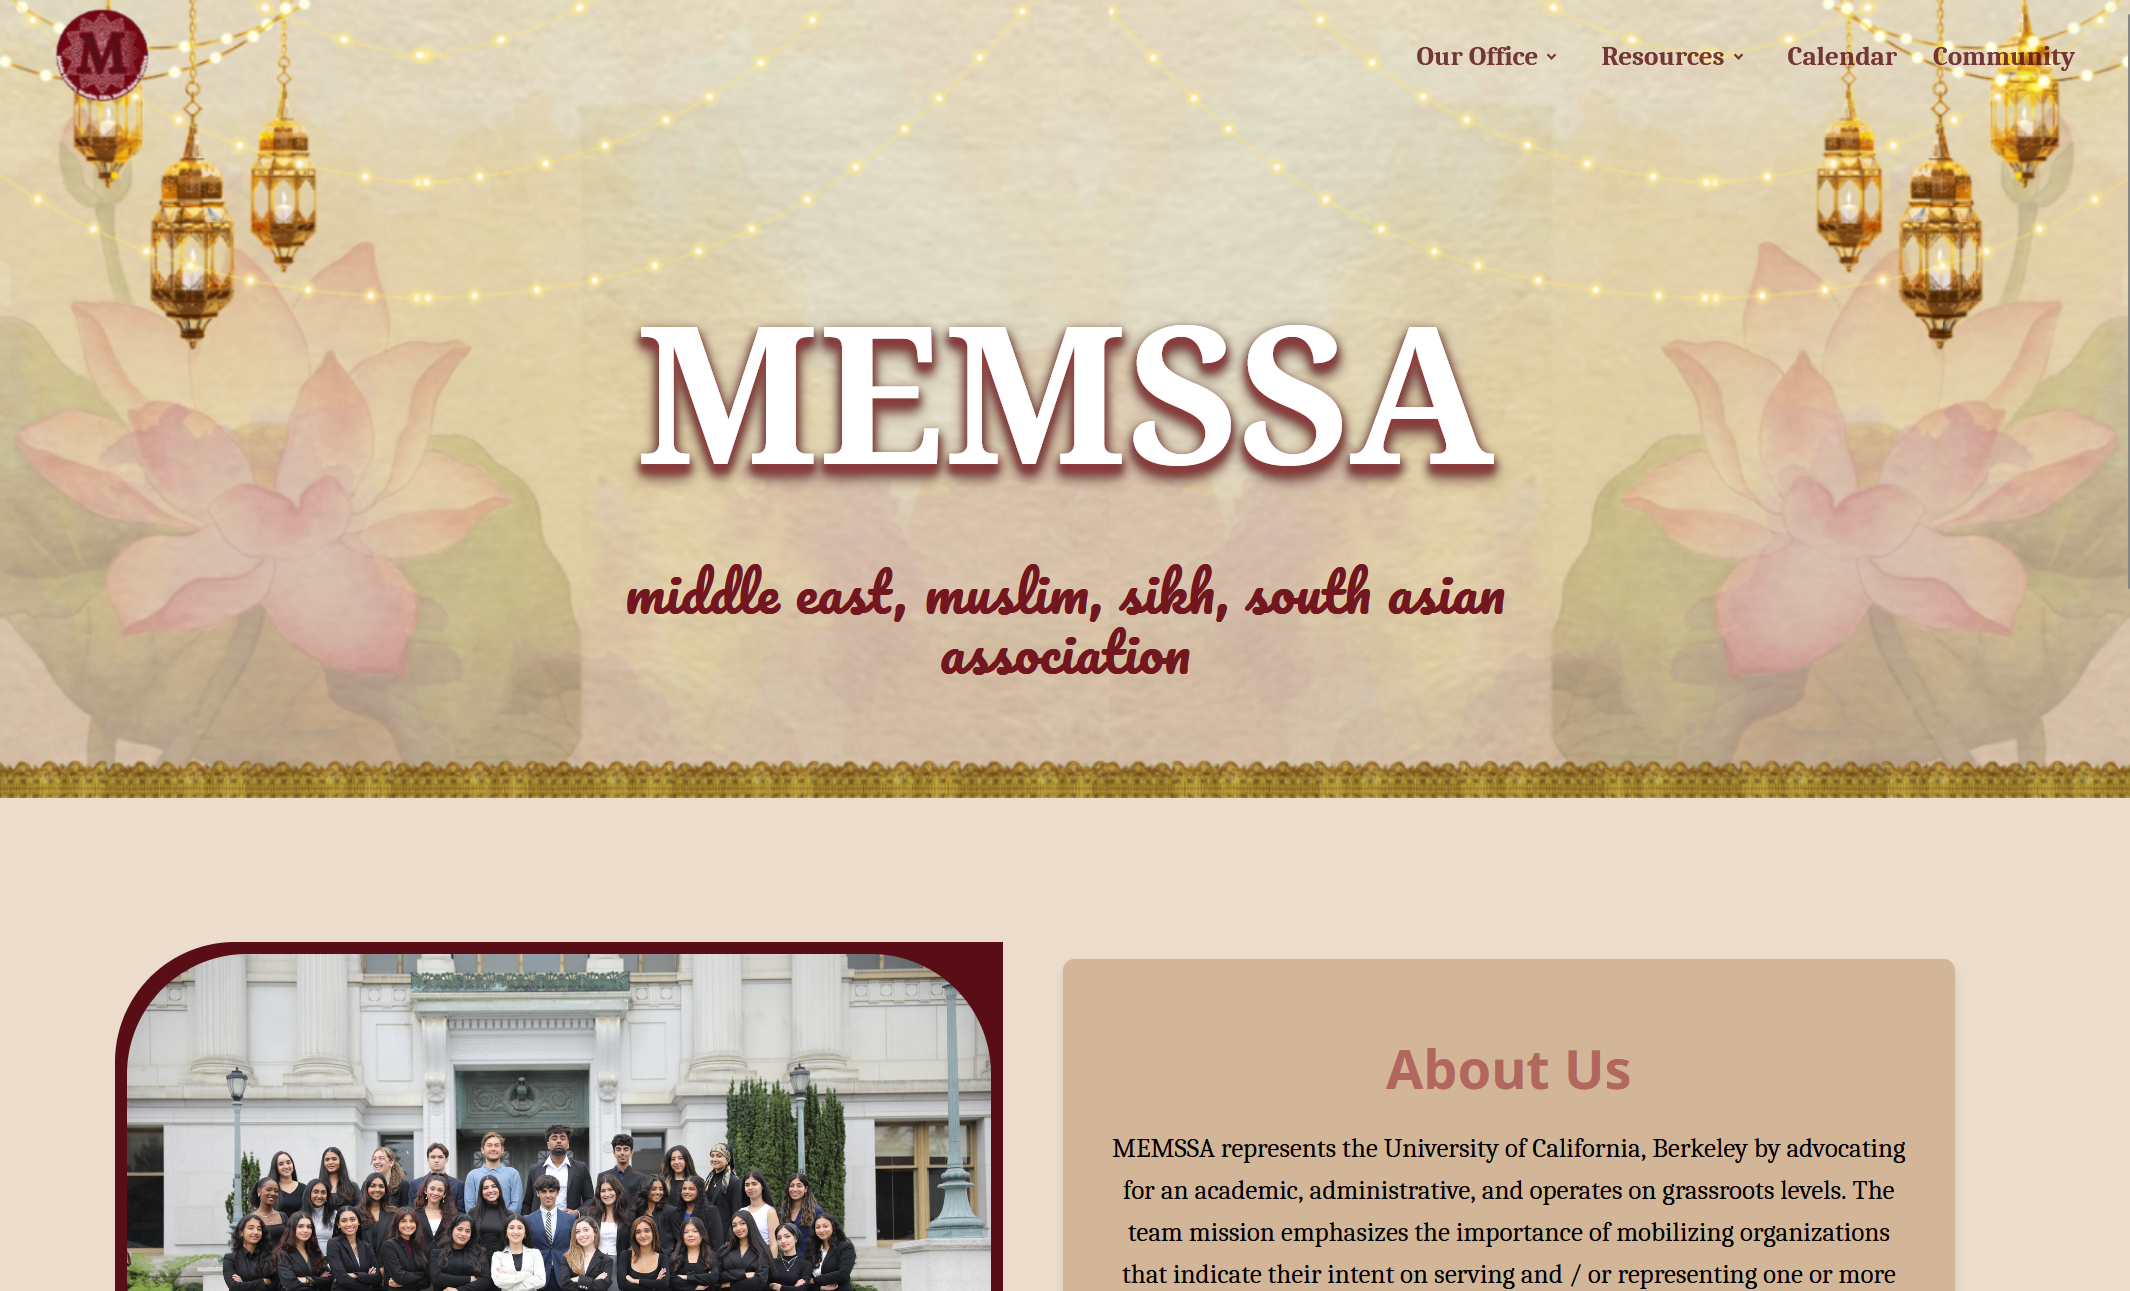 M
Our Office
Resources
Calendar
Community
MEMSSA
middle east, muslim, sikh, south asian
association
About Us
MEMSSA represents the University of California, Berkeley by advocating
for an academic, administrative, and operates on grassroots levels. The
team mission emphasizes the importance of mobilizing organizations
that indicate their intent on serving and / or representing one or more